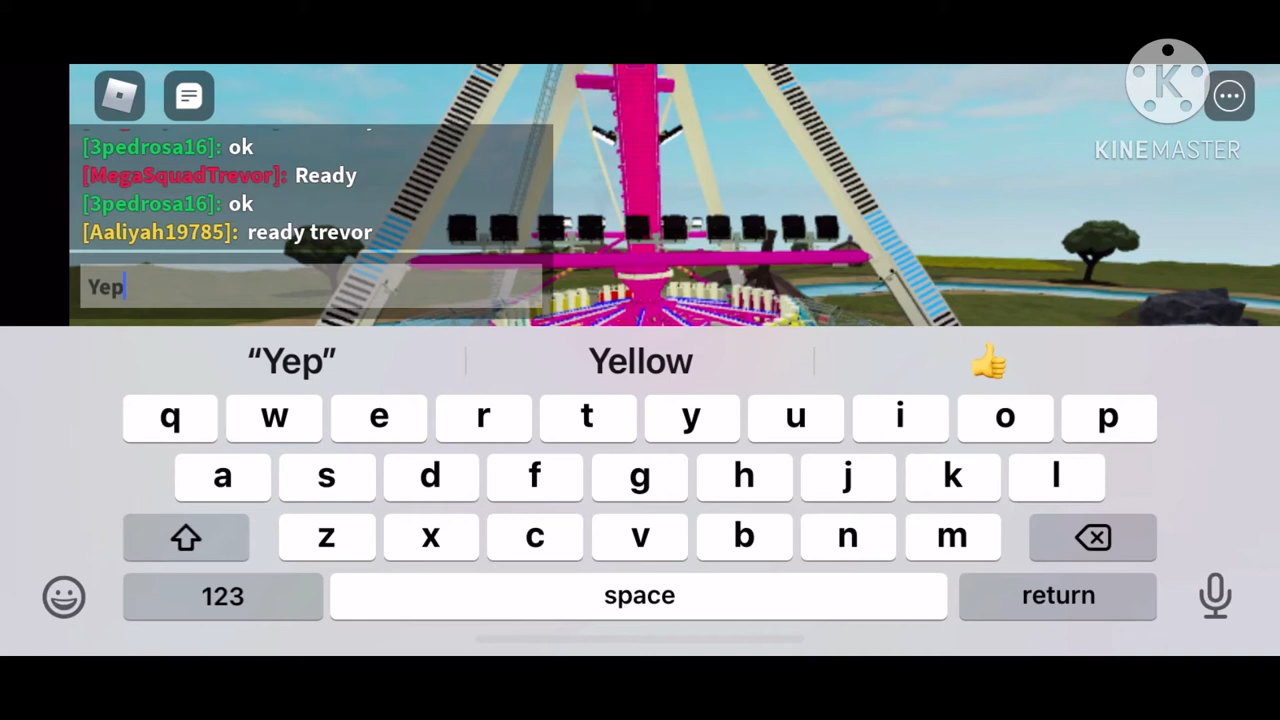 [3pedrosa16]: ok
[MegaSquadTrevor]: Ready
[3pedrosa16]: ok
[Aaliyah19785]: ready trevor
Yep
K
KINEMASTER
“Yep” Yellow 👍
q w e r t y u i o p
a s d f g h j k l
z x c v b n m
123 space return